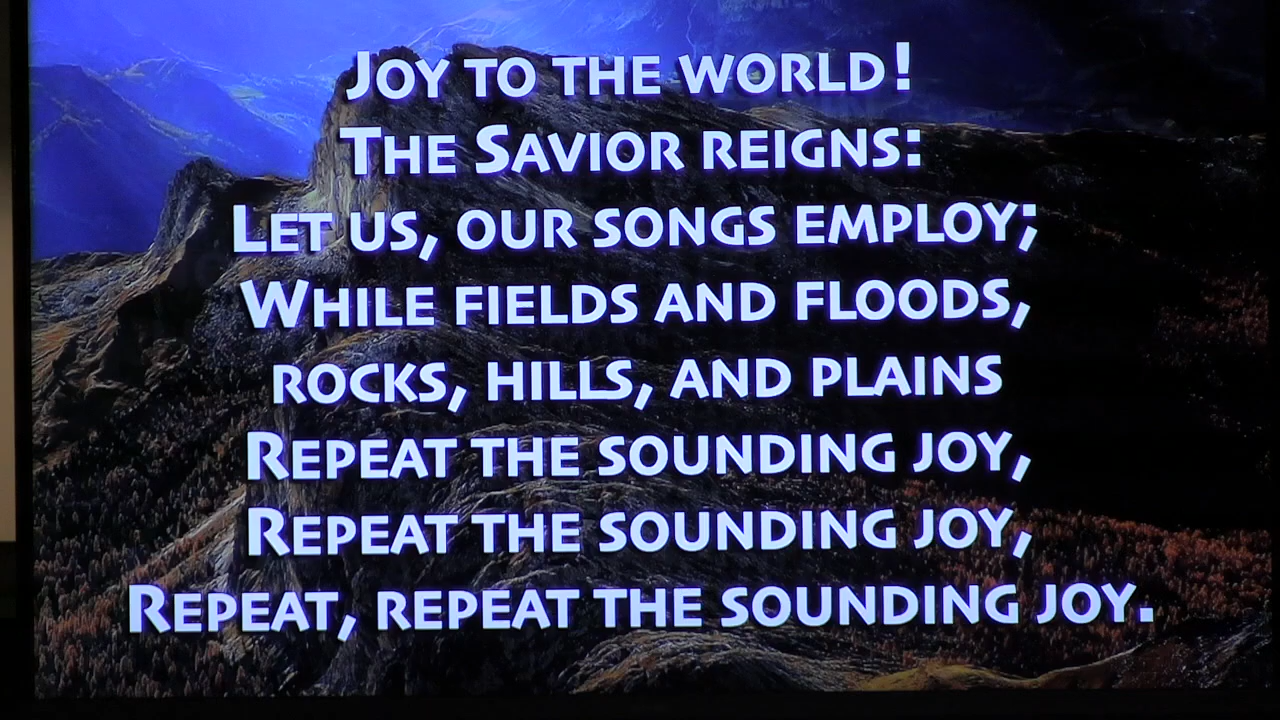 Joy to the world!
The Savior reigns:
Let us, our songs employ;
While fields and floods,
rocks, hills, and plains
Repeat the sounding joy,
Repeat the sounding joy,
Repeat, repeat the sounding joy.